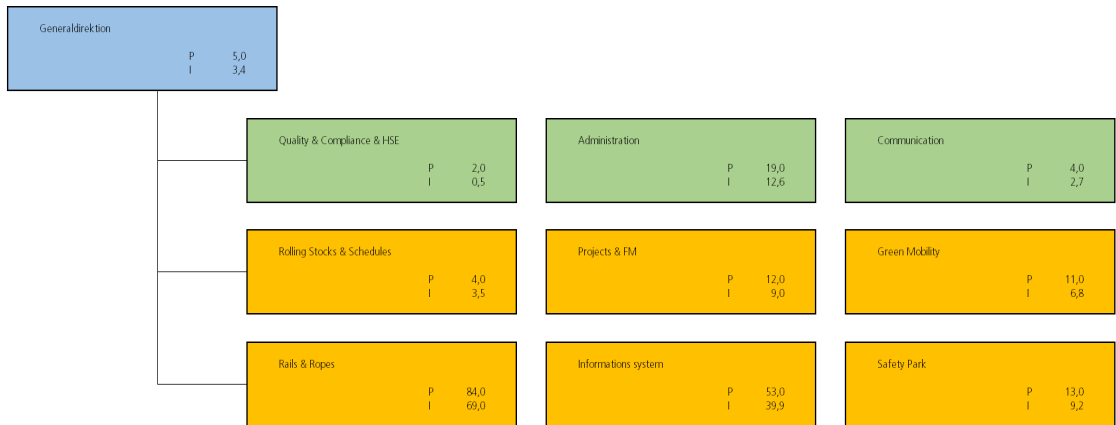 Generaldirektion
P 5,0
I 3,4
Quality & Compliance & HSE
P 2,0
I 0,5
Administration
P 19,0
I 12,6
Communication
P 4,0
I 2,7
Rolling Stocks & Schedules
P 4,0
I 3,5
Projects & FM
P 12,0
I 9,0
Green Mobility
P 11,0
I 6,8
Rails & Ropes
P 84,0
I 69,0
Informations system
P 53,0
I 39,9
Safety Park
P 13,0
I 9,2